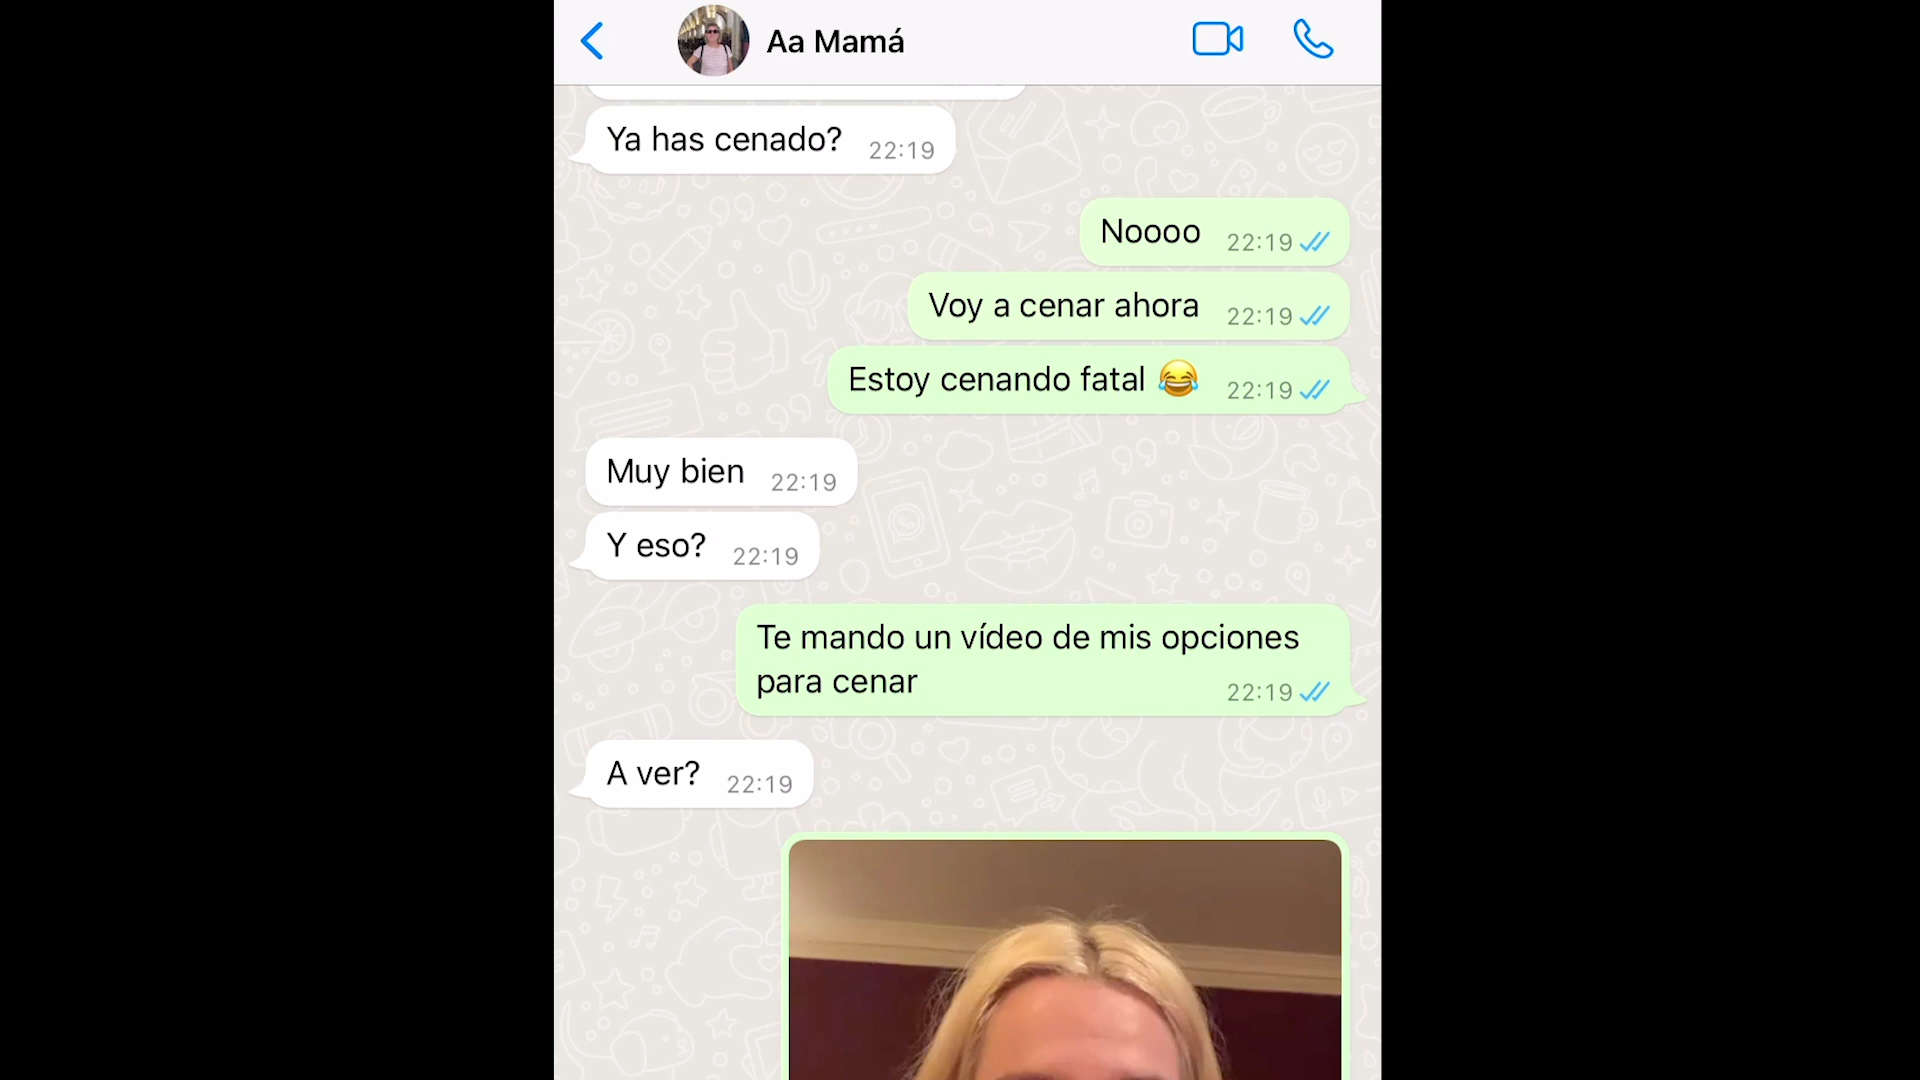 Aa Mamá
Ya has cenado? 22:19
Noooo 22:19
Voy a cenar ahora 22:19
Estoy cenando fatal 😂 22:19
Muy bien 22:19
Y eso? 22:19
Te mando un vídeo de mis opciones
para cenar 22:19
A ver? 22:19